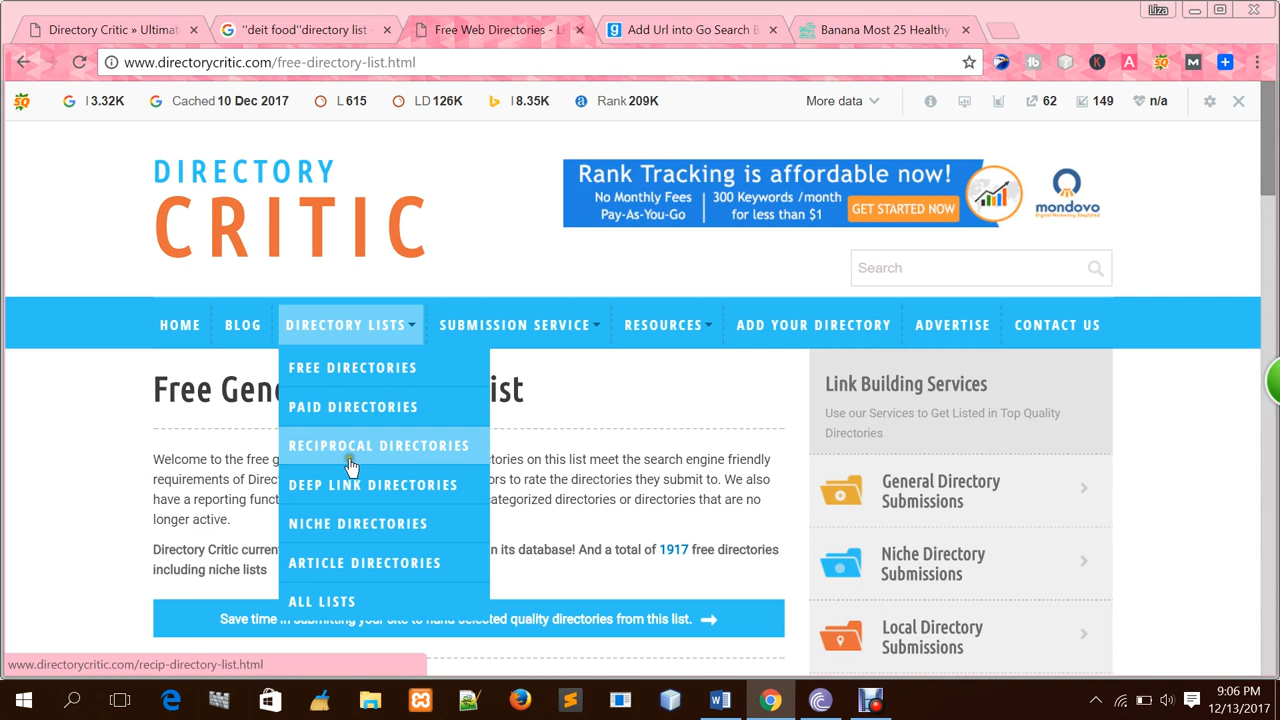 Liza
Directory Critic » Ultimat
"deit food"directory list -
Free Web Directories - Li
Add Url into Go Search B
Banana Most 25 Healthy
www.directorycritic.com/free-directory-list.html
I 3.32K
Cached 10 Dec 2017
L 615
LD 126K
I 8.35K
Rank 209K
More data
62
149
n/a
DIRECTORY
CRITIC
Rank Tracking is affordable now!
No Monthly Fees
Pay-As-You-Go
300 Keywords /month
for less than $1
GET STARTED NOW
mondovo
Digital Marketing Simplified
Search
HOME
BLOG
DIRECTORY LISTS
SUBMISSION SERVICE
RESOURCES
ADD YOUR DIRECTORY
ADVERTISE
CONTACT US
FREE DIRECTORIES
PAID DIRECTORIES
RECIPROCAL DIRECTORIES
DEEP LINK DIRECTORIES
NICHE DIRECTORIES
ARTICLE DIRECTORIES
ALL LISTS
Free Gen ist
Welcome to the free g tories on this list meet the search engine friendly
requirements of Direc ors to rate the directories they submit to. We also
have a reporting funct ategorized directories or directories that are no
longer active.
Directory Critic curren n its database! And a total of 1917 free directories
including niche lists
Save time in submitting your site to hand selected quality directories from this list.
Link Building Services
Use our Services to Get Listed in Top Quality
Directories
General Directory
Submissions
Niche Directory
Submissions
Local Directory
Submissions
www.directorycritic.com/recip-directory-list.html
9:06 PM
12/13/2017